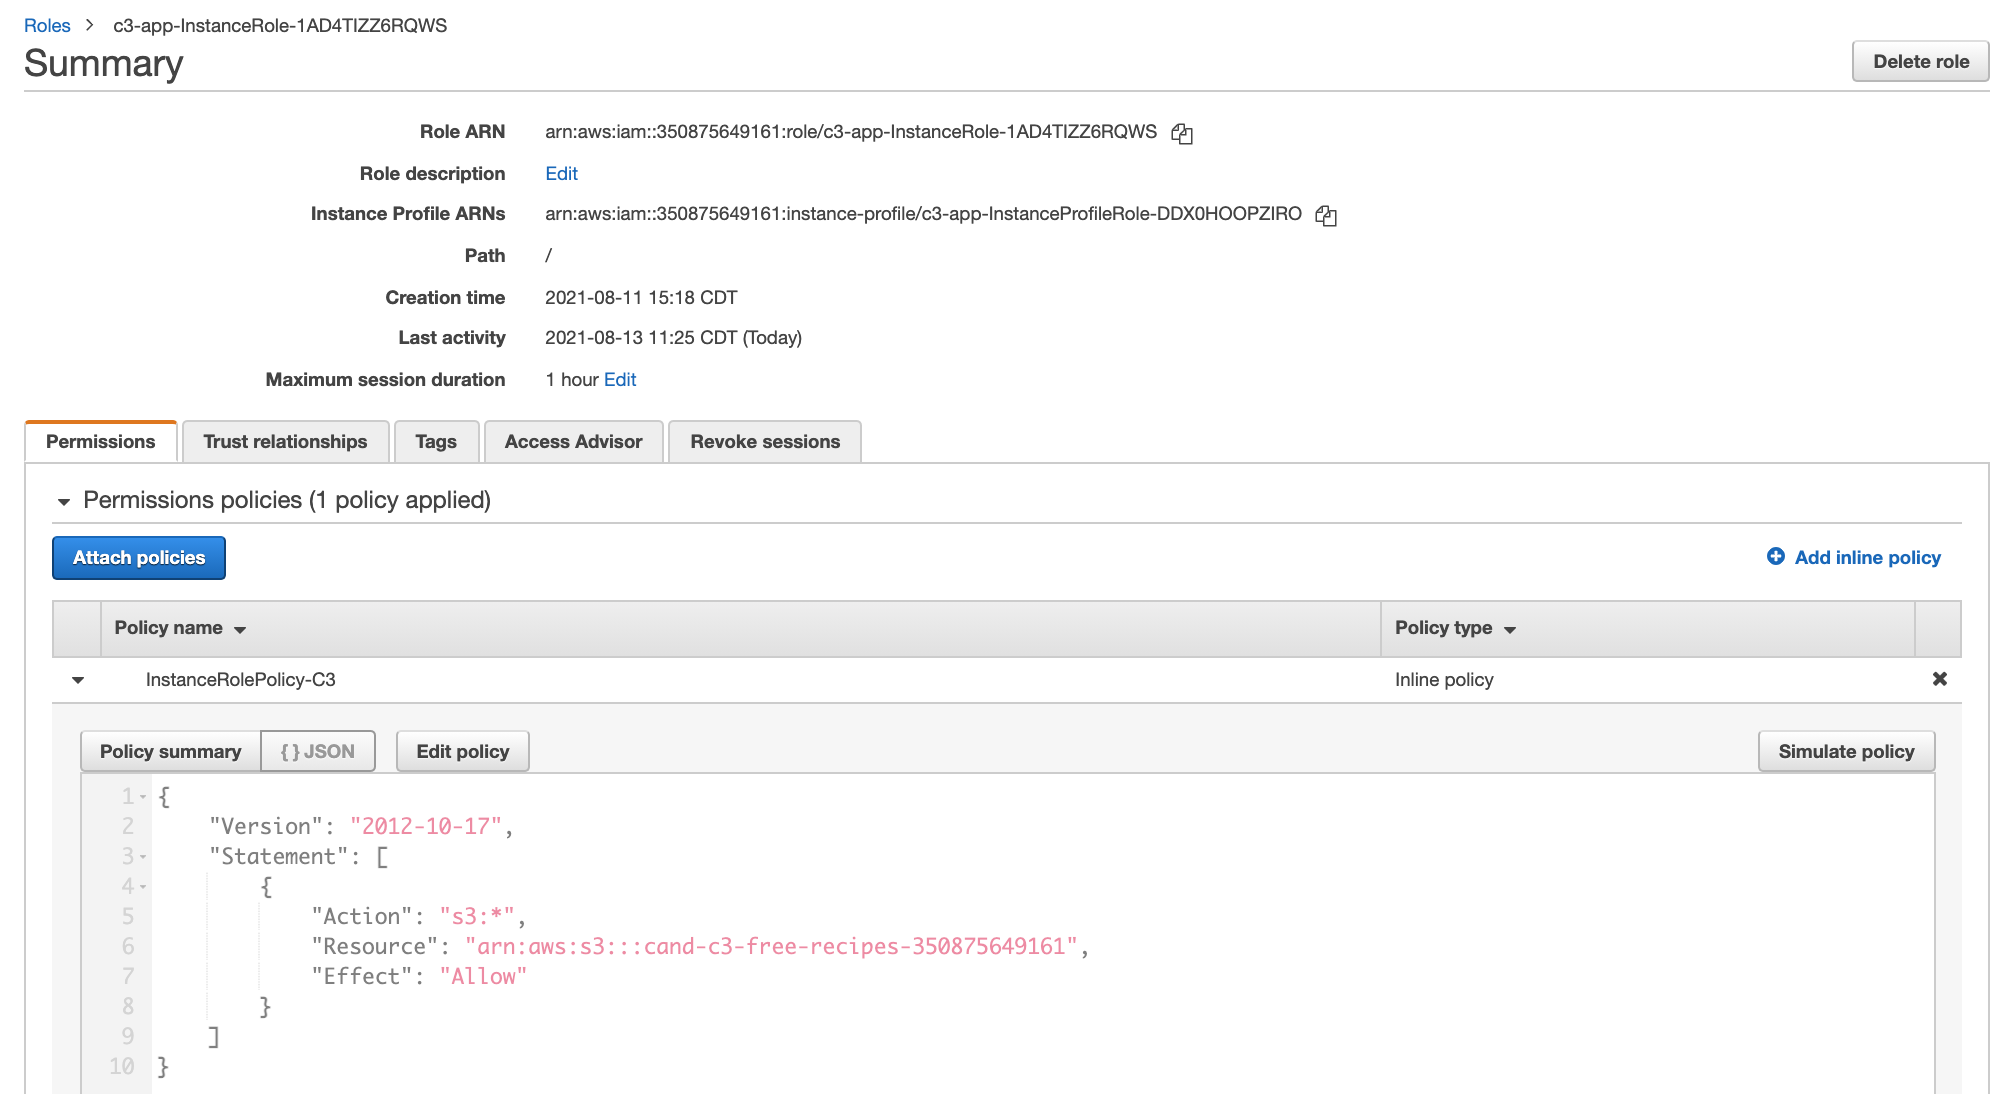 Roles > c3-app-InstanceRole-1AD4TIZZ6RQWS
Summary
Delete role
Role ARN arn:aws:iam::350875649161:role/c3-app-InstanceRole-1AD4TIZZ6RQWS
Role description Edit
Instance Profile ARNs arn:aws:iam::350875649161:instance-profile/c3-app-InstanceProfileRole-DDX0HOOPZIRO
Path /
Creation time 2021-08-11 15:18 CDT
Last activity 2021-08-13 11:25 CDT (Today)
Maximum session duration 1 hour Edit
Permissions Trust relationships Tags Access Advisor Revoke sessions
Permissions policies (1 policy applied)
Attach policies Add inline policy
Policy name Policy type
InstanceRolePolicy-C3 Inline policy
Policy summary {} JSON Edit policy Simulate policy
1 {
2     "Version": "2012-10-17",
3     "Statement": [
4         {
5             "Action": "s3:*",
6             "Resource": "arn:aws:s3:::cand-c3-free-recipes-350875649161",
7             "Effect": "Allow"
8         }
9     ]
10 }